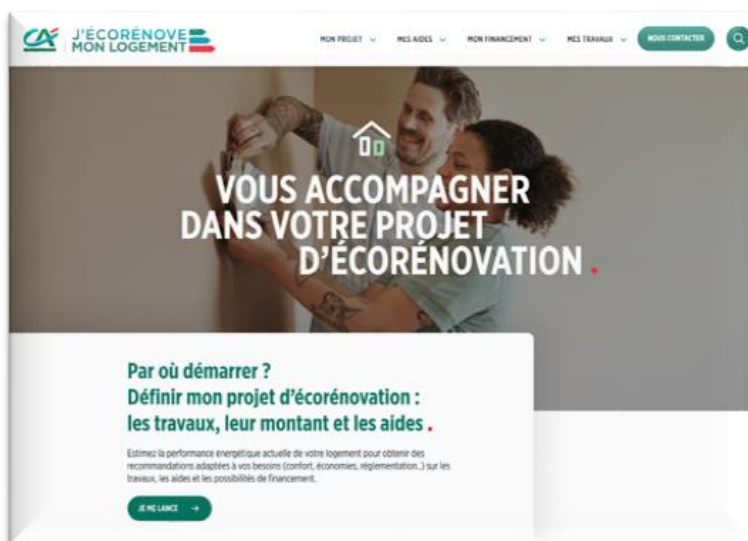 CA
J'ÉCORÉNOVE
MON LOGEMENT
MON PROJET
MES AIDES
MON FINANCEMENT
MES TRAVAUX
NOUS CONTACTER
VOUS ACCOMPAGNER
DANS VOTRE PROJET
D'ÉCORÉNOVATION.
Par où démarrer ?
Définir mon projet d'écorénovation :
les travaux, leur montant et les aides.
Estimez la performance énergétique actuelle de votre logement pour obtenir des
recommandations adaptées à vos besoins (confort, économies, réglementation..) sur les
travaux, les aides et les possibilités de financement.
JE ME LANCE →